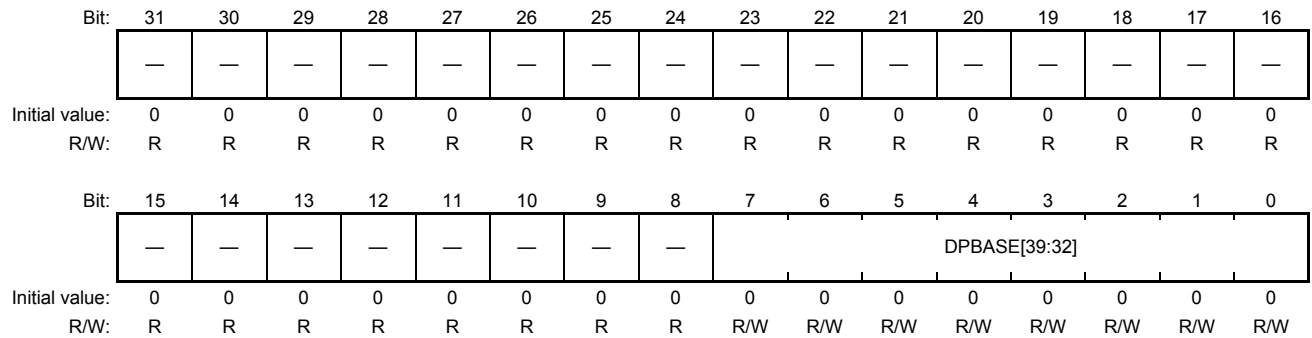 Bit: 31 30 29 28 27 26 25 24 23 22 21 20 19 18 17 16
— — — — — — — — — — — — — — — —
Initial value: 0 0 0 0 0 0 0 0 0 0 0 0 0 0 0 0
R/W: R R R R R R R R R R R R R R R R
Bit: 15 14 13 12 11 10 9 8 7 6 5 4 3 2 1 0
— — — — — — — — DPBASE[39:32]
Initial value: 0 0 0 0 0 0 0 0 0 0 0 0 0 0 0 0
R/W: R R R R R R R R R/W R/W R/W R/W R/W R/W R/W R/W